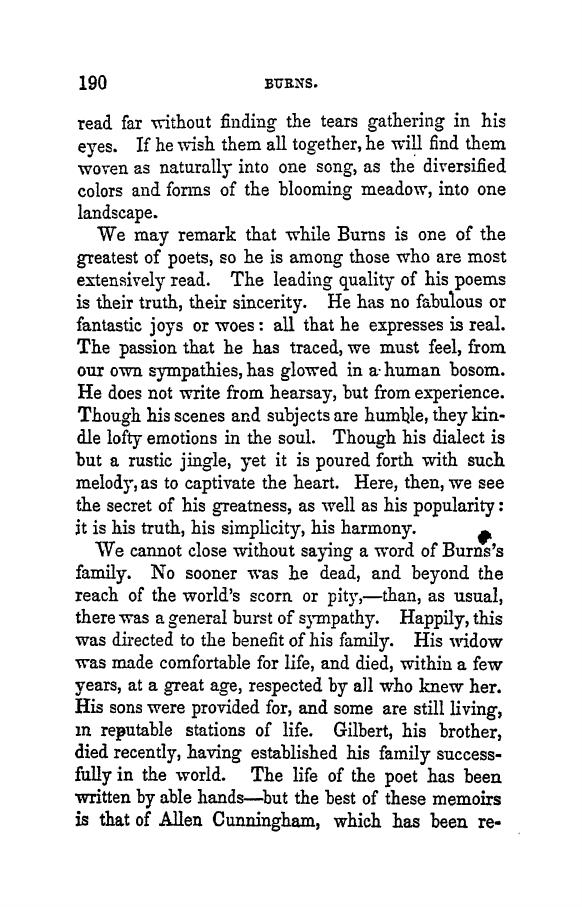 190 BURNS.
read far without finding the tears gathering in his
eyes. If he wish them all together, he will find them
woven as naturally into one song, as the diversified
colors and forms of the blooming meadow, into one
landscape.
We may remark that while Burns is one of the
greatest of poets, so he is among those who are most
extensively read. The leading quality of his poems
is their truth, their sincerity. He has no fabulous or
fantastic joys or woes: all that he expresses is real.
The passion that he has traced, we must feel, from
our own sympathies, has glowed in a human bosom.
He does not write from hearsay, but from experience.
Though his scenes and subjects are humble, they kin-
dle lofty emotions in the soul. Though his dialect is
but a rustic jingle, yet it is poured forth with such
melody, as to captivate the heart. Here, then, we see
the secret of his greatness, as well as his popularity:
it is his truth, his simplicity, his harmony.
We cannot close without saying a word of Burns's
family. No sooner was he dead, and beyond the
reach of the world's scorn or pity,—than, as usual,
there was a general burst of sympathy. Happily, this
was directed to the benefit of his family. His widow
was made comfortable for life, and died, within a few
years, at a great age, respected by all who knew her.
His sons were provided for, and some are still living,
in reputable stations of life. Gilbert, his brother,
died recently, having established his family success-
fully in the world. The life of the poet has been
written by able hands—but the best of these memoirs
is that of Allen Cunningham, which has been re-